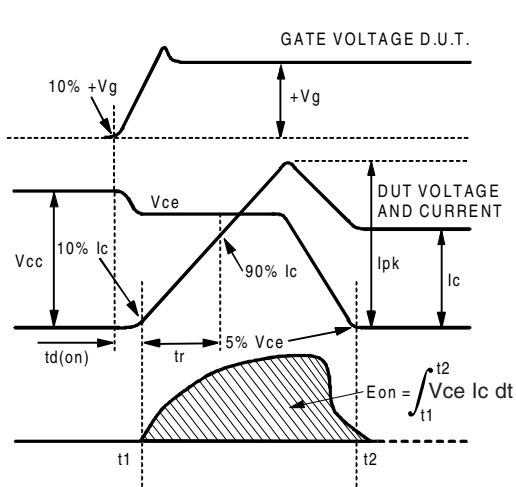 GATE VOLTAGE D.U.T.
10% +Vg
+Vg
Vce
DUT VOLTAGE
AND CURRENT
Vcc
10% Ic
90% Ic
Ipk
Ic
td(on)
tr
5% Vce
Eon = ∫ Vce Ic dt
t2
t1
t1
t2